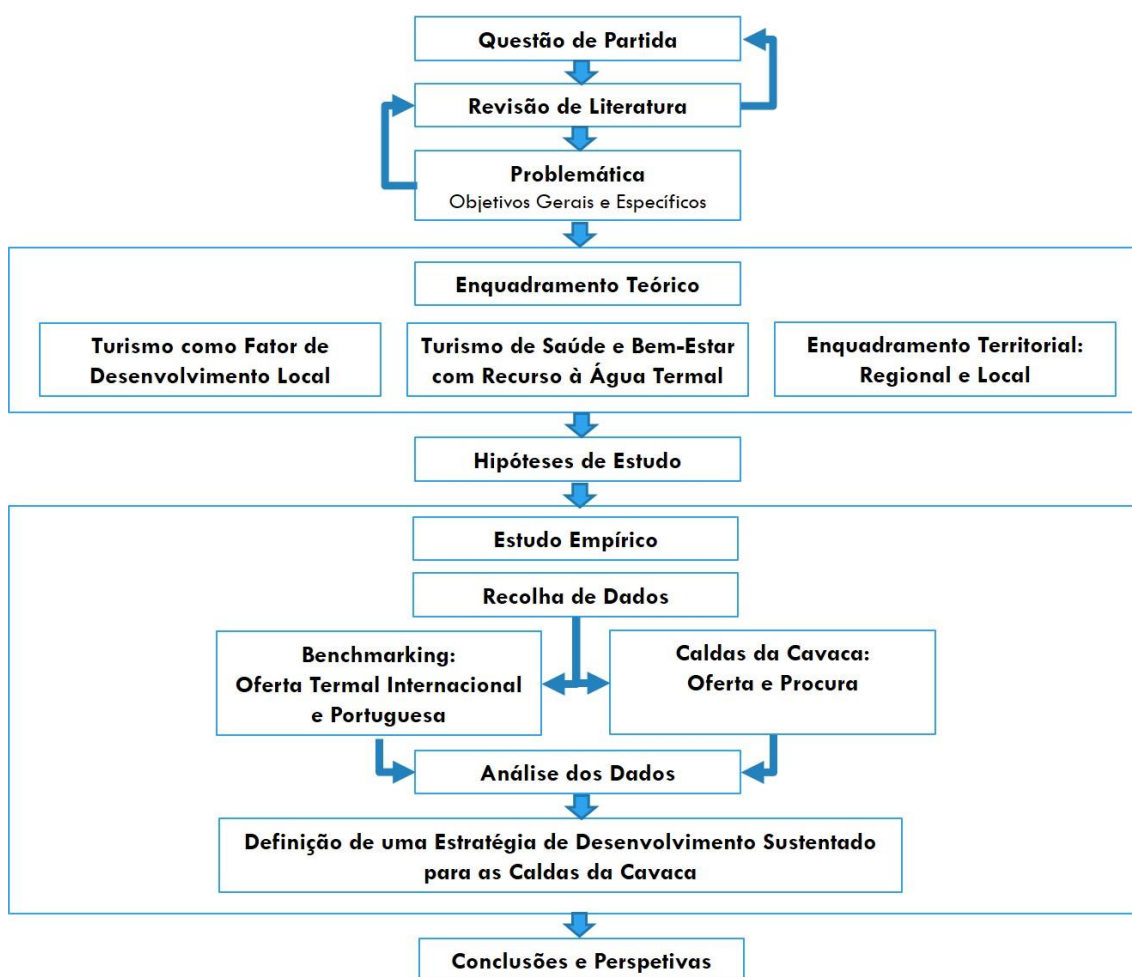 Questão de Partida
Revisão de Literatura
Problemática
Objetivos Gerais e Específicos
Enquadramento Teórico
Turismo como Fator de
Desenvolvimento Local
Turismo de Saúde e Bem-Estar
com Recurso à Água Termal
Enquadramento Territorial:
Regional e Local
Hipóteses de Estudo
Estudo Empírico
Recolha de Dados
Benchmarking:
Oferta Termal Internacional
e Portuguesa
Caldas da Cavaca:
Oferta e Procura
Análise dos Dados
Definição de uma Estratégia de Desenvolvimento Sustentado
para as Caldas da Cavaca
Conclusões e Perspetivas